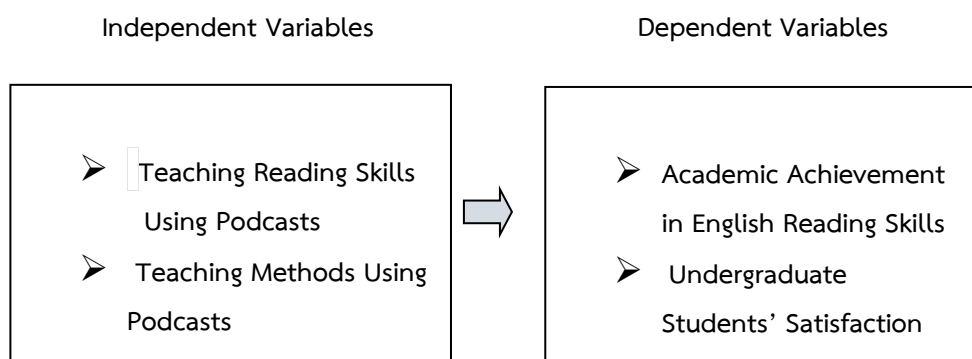 Independent Variables
Dependent Variables
➢ Teaching Reading Skills
Using Podcasts
➢ Teaching Methods Using
Podcasts
➢ Academic Achievement
in English Reading Skills
➢ Undergraduate
Students’ Satisfaction